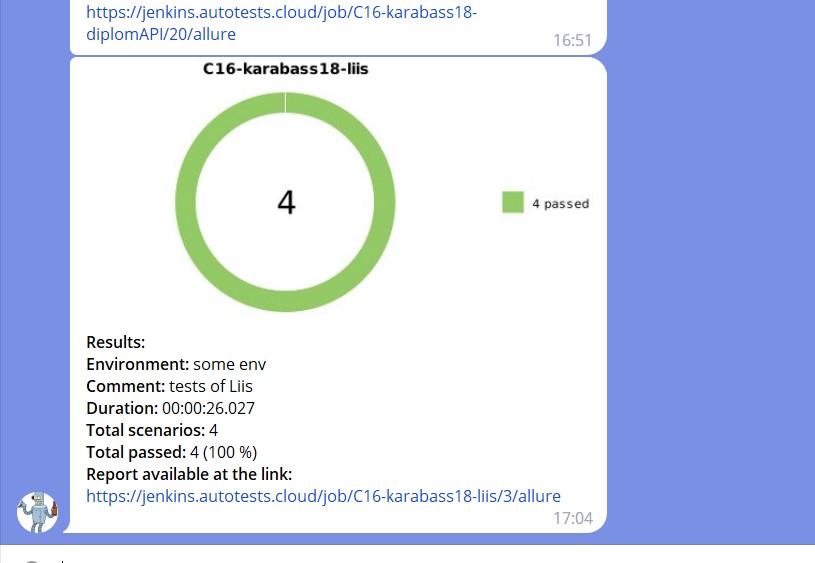 https://jenkins.autotests.cloud/job/C16-karabass18-
diplomAPI/20/allure
16:51
C16-karabass18-liis
4
4 passed
Results:
Environment: some env
Comment: tests of Liis
Duration: 00:00:26.027
Total scenarios: 4
Total passed: 4 (100 %)
Report available at the link:
https://jenkins.autotests.cloud/job/C16-karabass18-liis/3/allure
17:04